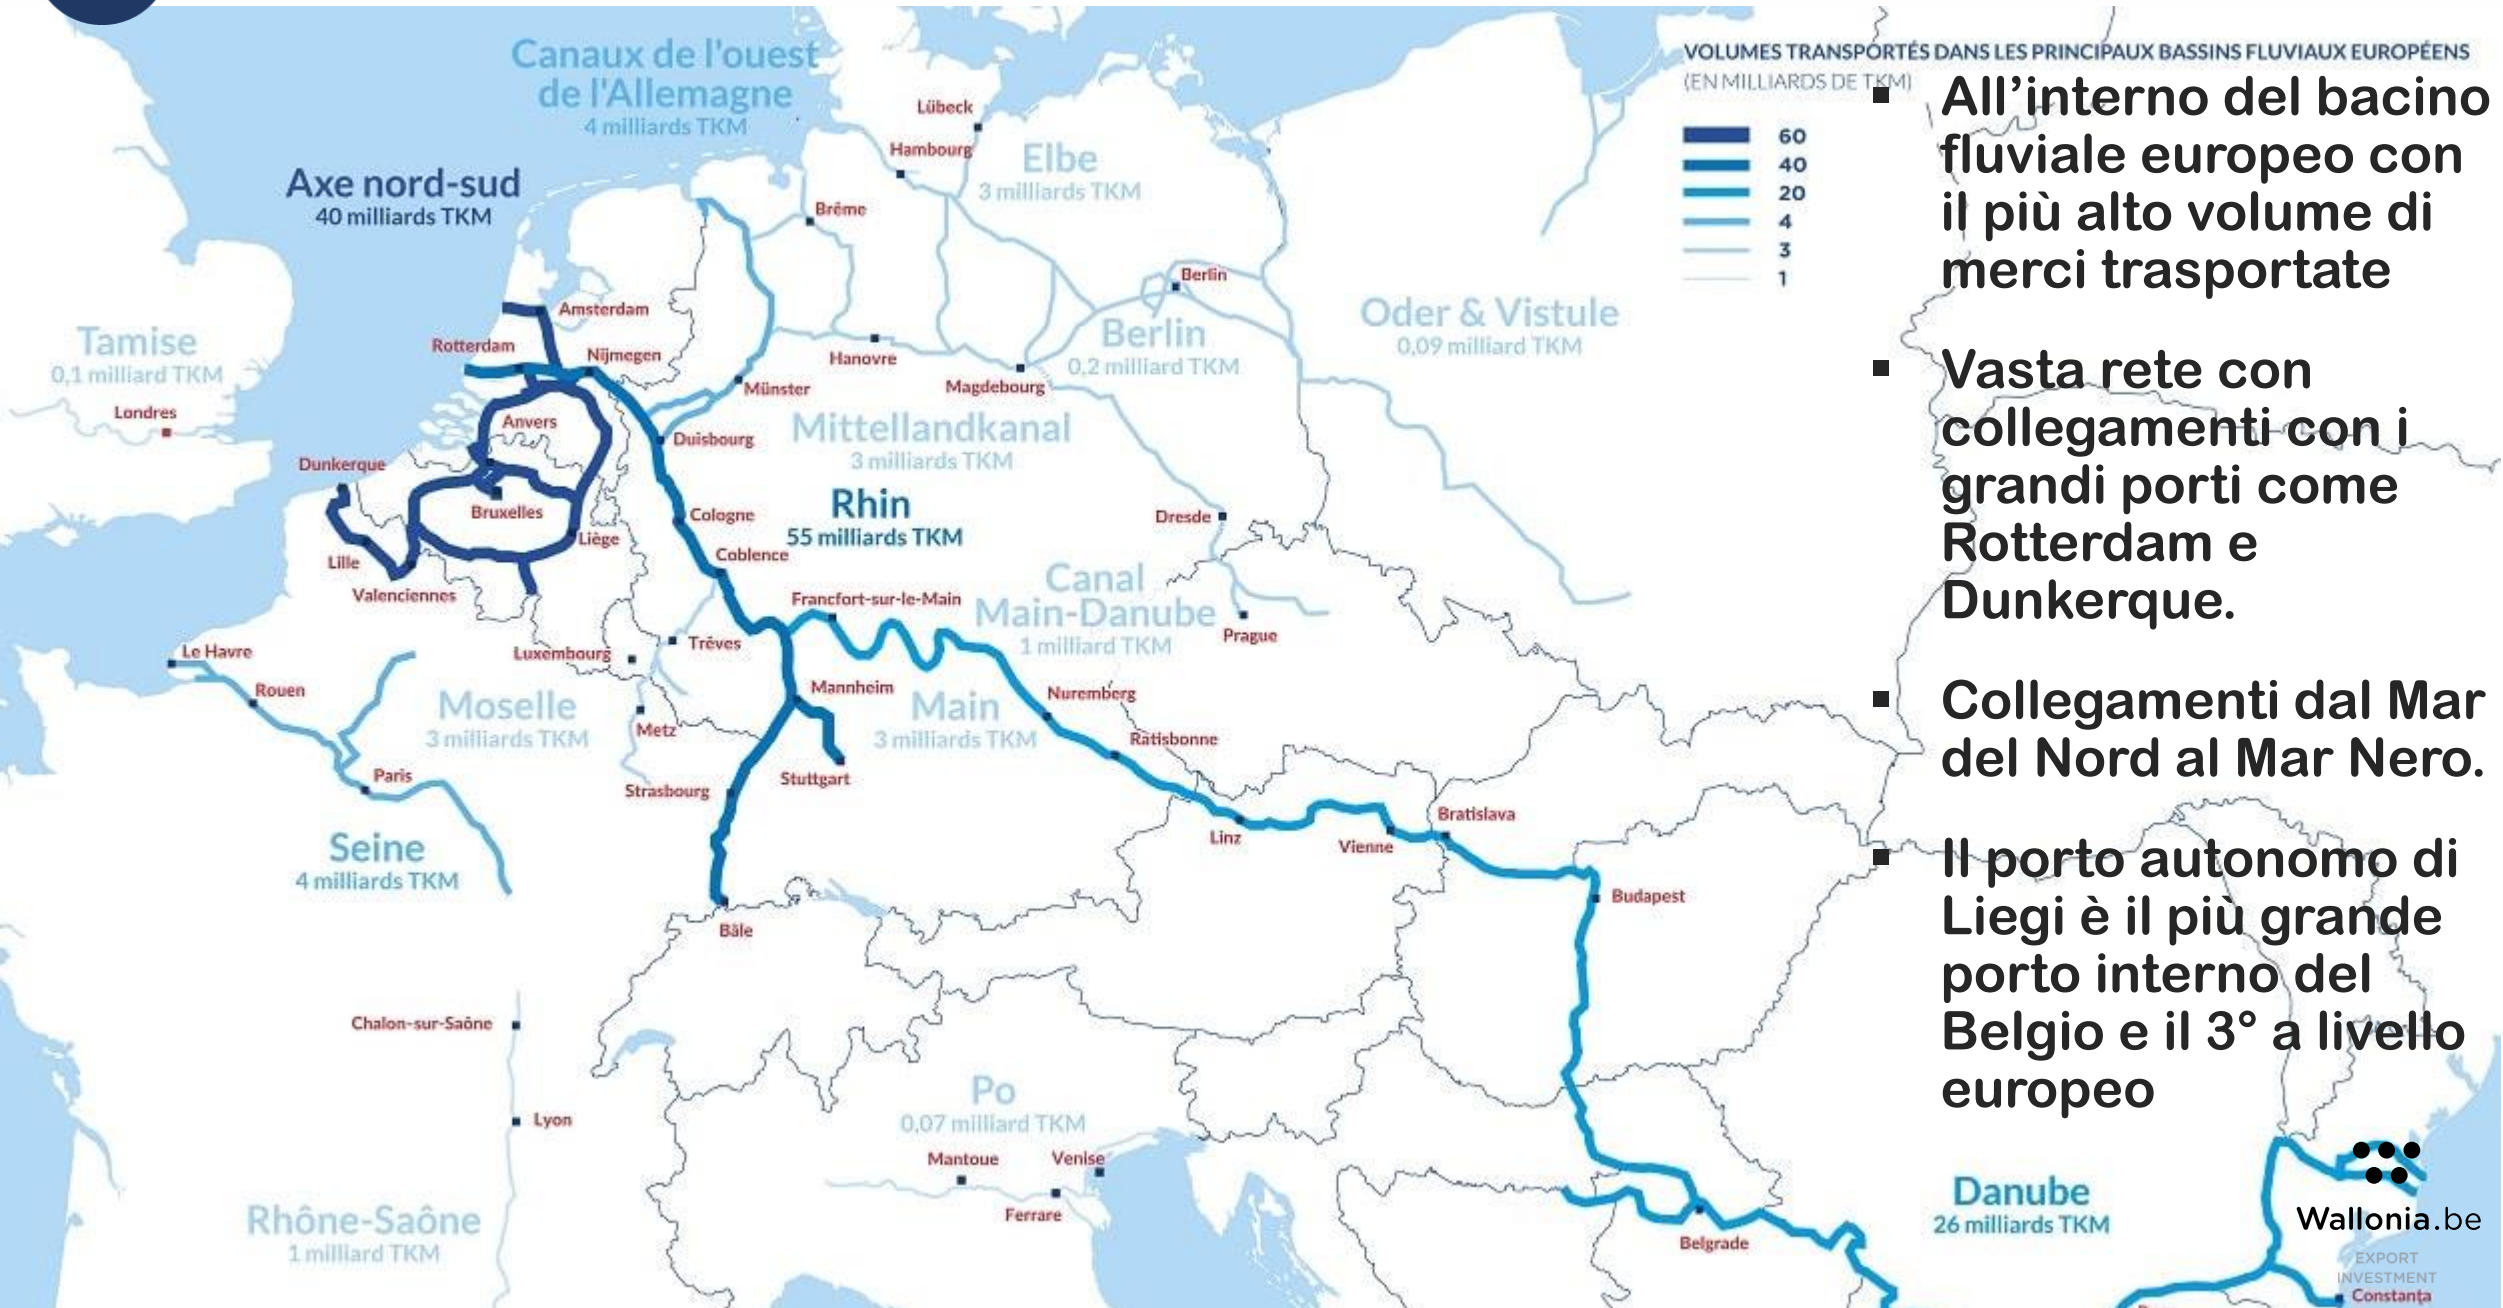 Canaux de l'ouest
de l'Allemagne
4 milliards TKM
Lübeck
Hambourg
Elbe
3 milliards TKM
Axe nord-sud
40 milliards TKM
Brême
Berlin
Amsterdam
Rotterdam
Nijmegen
Tamise
0,1 milliard TKM
Londres
Hanovre
Berlin
0,2 milliard TKM
Magdebourg
Oder & Vistule
0,09 milliard TKM
Münster
Anvers
Duisbourg
Mittellandkanal
3 milliards TKM
Dunkerque
Bruxelles
Rhin
55 milliards TKM
Cologne
Dresde
Liège
Lille
Coblence
Valenciennes
Francfort-sur-le-Main
Canal
Main-Danube
1 milliard TKM
Prague
Le Havre
Luxembourg
Trêves
Rouen
Moselle
3 milliards TKM
Metz
Mannheim
Main
3 milliards TKM
Nuremberg
Ratisbonne
Paris
Strasbourg
Stuttgart
Seine
4 milliards TKM
Linz
Vienne
Bratislava
Budapest
Bâle
Chalon-sur-Saône
Lyon
Po
0,07 milliard TKM
Mantoue
Venise
Ferrare
Rhône-Saône
1 milliard TKM
Belgrade
Danube
26 milliards TKM
Constanța
VOLUMES TRANSPORTÉS DANS LES PRINCIPAUX BASSINS FLUVIAUX EUROPÉENS
(EN MILLIARDS DE TKM)
60
40
20
4
3
1
▪ All’interno del bacino
fluviale europeo con
il più alto volume di
merci trasportate
▪ Vasta rete con
collegamenti con i
grandi porti come
Rotterdam e
Dunkerque.
▪ Collegamenti dal Mar
del Nord al Mar Nero.
▪ Il porto autonomo di
Liegi è il più grande
porto interno del
Belgio e il 3° a livello
europeo
Wallonia.be
EXPORT
INVESTMENT